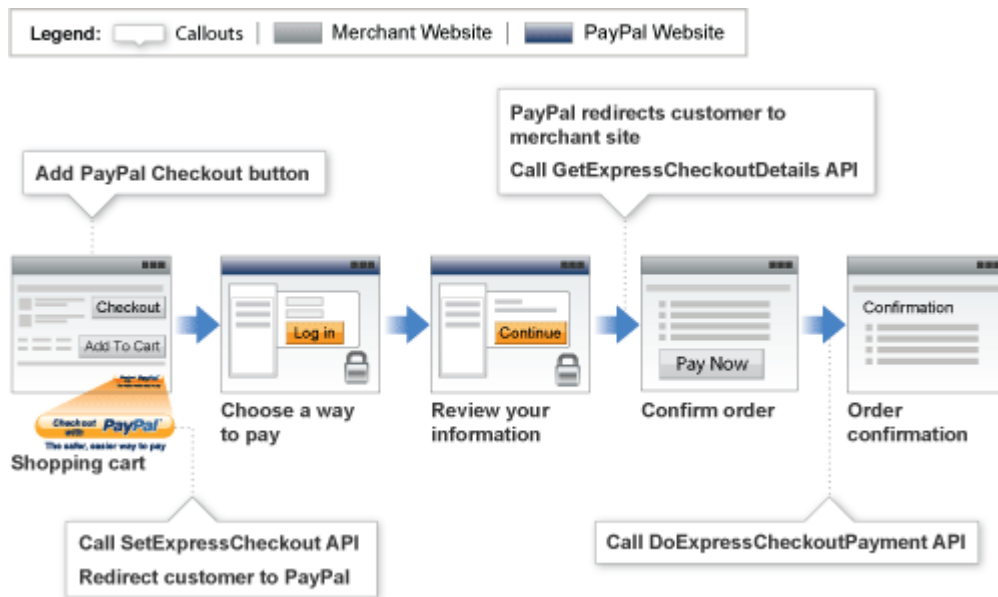 Legend: Callouts | Merchant Website | PayPal Website
PayPal redirects customer to
merchant site
Call GetExpressCheckoutDetails API
Add PayPal Checkout button
Checkout
Add To Cart
Log in
Continue
Pay Now
Confirmation
Checkout
with PayPal
The safer, easier way to pay
Shopping cart
Choose a way
to pay
Review your
information
Confirm order
Order
confirmation
Call SetExpressCheckout API
Redirect customer to PayPal
Call DoExpressCheckoutPayment API